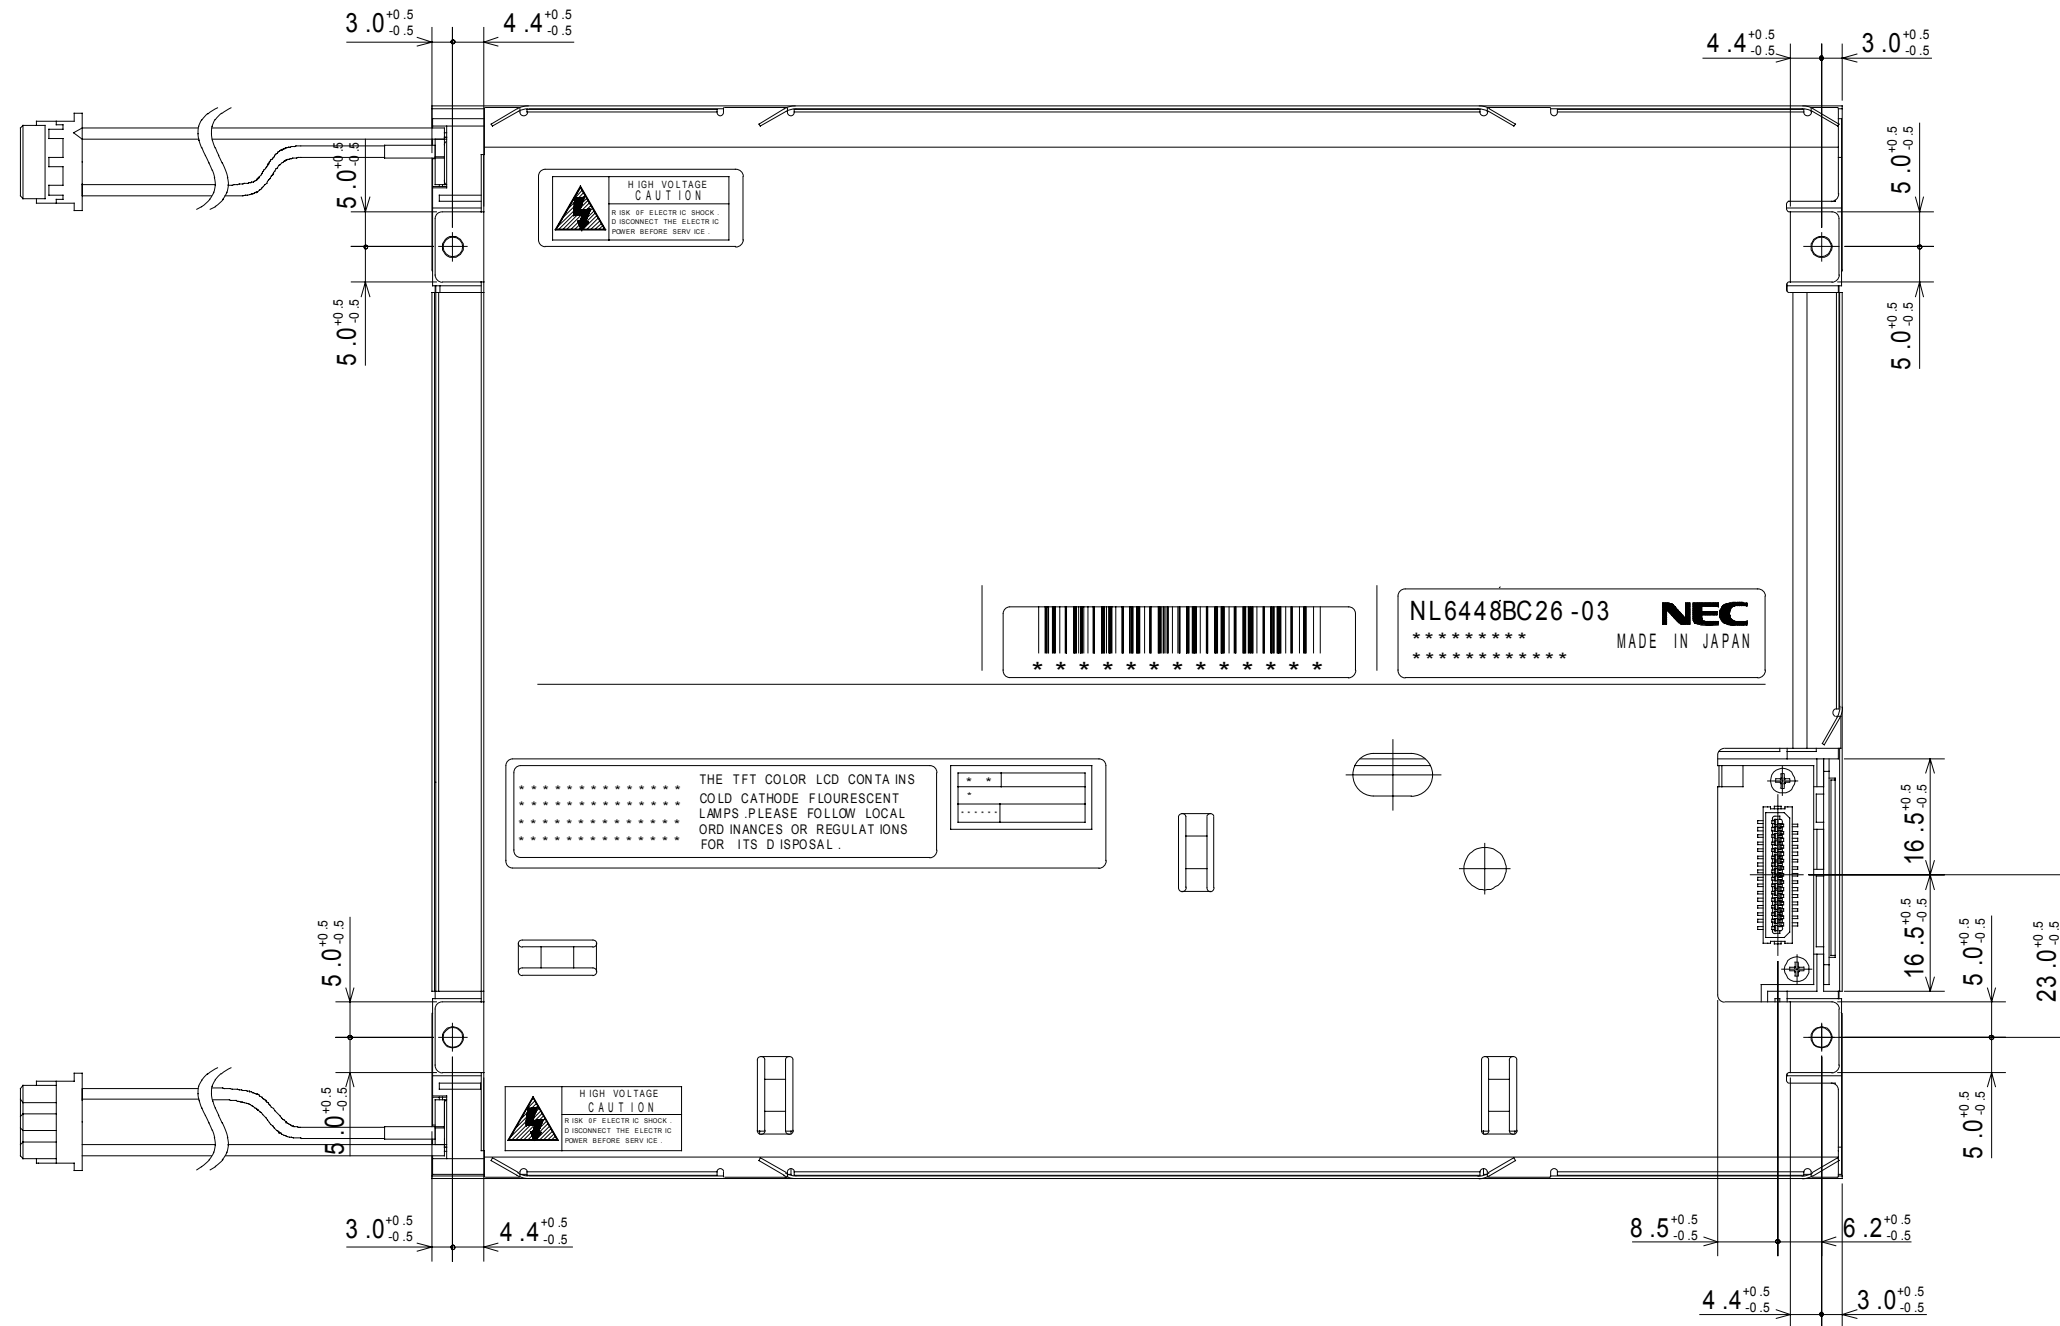 3.0+0.5-0.5
4.4+0.5-0.5
4.4+0.5-0.5
3.0+0.5-0.5
5.0+0.5-0.5
5.0+0.5-0.5
HIGH VOLTAGE
CAUTION
RISK OF ELECTRIC SHOCK.
DISCONNECT THE ELECTRIC
POWER BEFORE SERVICE.
5.0+0.5-0.5
5.0+0.5-0.5
NL6448BC26-03
NEC
*********
MADE IN JAPAN
************
*************
THE TFT COLOR LCD CONTAINS
COLD CATHODE FLOURESCENT
LAMPS.PLEASE FOLLOW LOCAL
ORDINANCES OR REGULATIONS
FOR ITS DISPOSAL.
**************
**************
**************
**************
**
*
16.5+0.5-0.5
16.5+0.5-0.5
5.0+0.5-0.5
5.0+0.5-0.5
23.0+0.5-0.5
HIGH VOLTAGE
CAUTION
RISK OF ELECTRIC SHOCK.
DISCONNECT THE ELECTRIC
POWER BEFORE SERVICE.
5.0+0.5-0.5
5.0+0.5-0.5
3.0+0.5-0.5
4.4+0.5-0.5
8.5+0.5-0.5
6.2+0.5-0.5
4.4+0.5-0.5
3.0+0.5-0.5